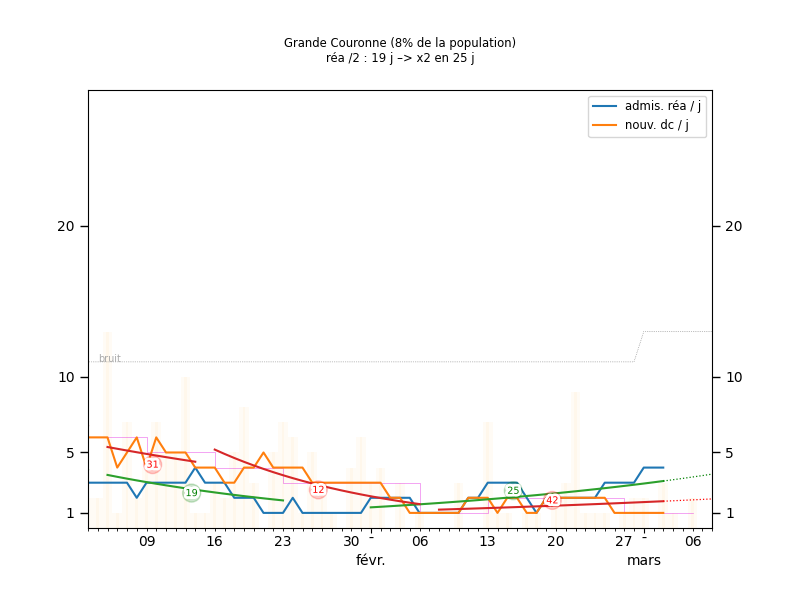 Grande Couronne (8% de la population)
réa /2 : 19 j –> x2 en 25 j
admis. réa / j
nouv. dc / j
20 20
bruit
10 10
5 5
31
19
12
25
42
1 1
09 16 23 30 - 06 13 20 27 - 06
févr. mars